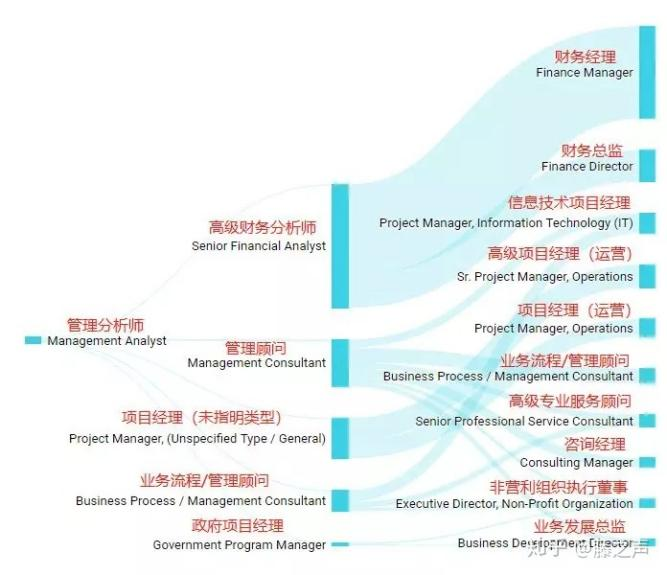 财务经理
Finance Manager
财务总监
Finance Director
信息技术项目经理
Project Manager, Information Technology (IT)
高级财务分析师
Senior Financial Analyst
高级项目经理（运营）
Sr. Project Manager, Operations
管理分析师
Management Analyst
项目经理（运营）
Project Manager, Operations
管理顾问
Management Consultant
业务流程/管理顾问
Business Process / Management Consultant
项目经理（未指明类型）
Project Manager, (Unspecified Type / General)
高级专业服务顾问
Senior Professional Service Consultant
咨询经理
Consulting Manager
业务流程/管理顾问
Business Process / Management Consultant
非营利组织执行董事
Executive Director, Non-Profit Organization
政府项目经理
Government Program Manager
业务发展总监
Business Development Director
知乎 @藤之声